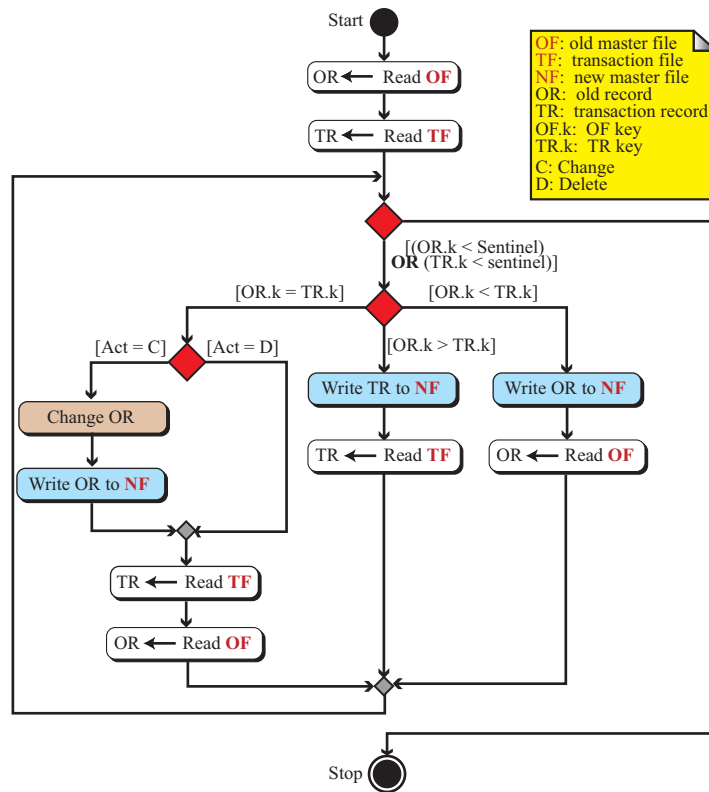 Start
OF: old master file
TF: transaction file
NF: new master file
OR: old record
TR: transaction record
OF.k: OF key
TR.k: TR key
C: Change
D: Delete
OR Read OF
TR Read TF
[(OR.k < Sentinel)
OR (TR.k < sentinel)]
[OR.k = TR.k]
[OR.k < TR.k]
[Act = C]
[Act = D]
[OR.k > TR.k]
Change OR
Write TR to NF
Write OR to NF
Write OR to NF
TR Read TF
OR Read OF
TR Read TF
OR Read OF
Stop